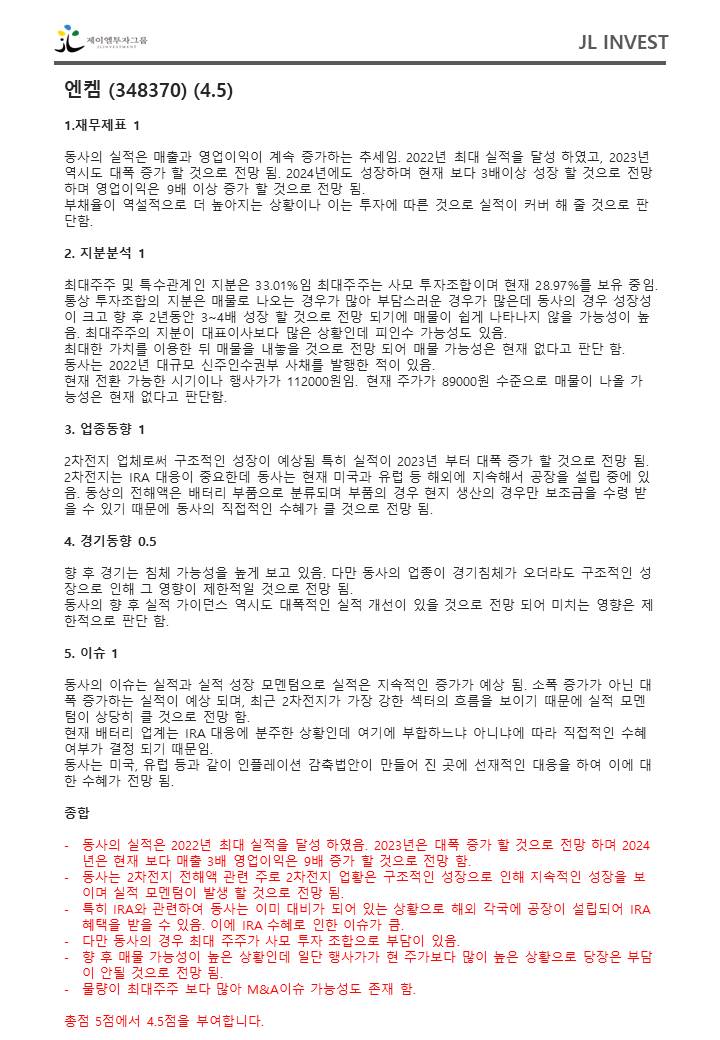 제이엘투자그룹
JLINVESTMENT
JL INVEST
엔켐 (348370) (4.5)
1.재무제표 1
동사의 실적은 매출과 영업이익이 계속 증가하는 추세임. 2022년 최대 실적을 달성 하였고, 2023년
역시도 대폭 증가 할 것으로 전망 됨. 2024년에도 성장하며 현재 보다 3배이상 성장 할 것으로 전망
하며 영업이익은 9배 이상 증가 할 것으로 전망 됨.
부채율이 역설적으로 더 높아지는 상황이나 이는 투자에 따른 것으로 실적이 커버 해 줄 것으로 판
단함.
2. 지분분석 1
최대주주 및 특수관계인 지분은 33.01%임 최대주주는 사모 투자조합이며 현재 28.97%를 보유 중임.
통상 투자조합의 지분은 매물로 나오는 경우가 많아 부담스러운 경우가 많은데 동사의 경우 성장성
이 크고 향 후 2년동안 3~4배 성장 할 것으로 전망 되기에 매물이 쉽게 나타나지 않을 가능성이 높
음. 최대주주의 지분이 대표이사보다 많은 상황인데 피인수 가능성도 있음.
최대한 가치를 이용한 뒤 매물을 내놓을 것으로 전망 되어 매물 가능성은 현재 없다고 판단 함.
동사는 2022년 대규모 신주인수권부 사채를 발행한 적이 있음.
현재 전환 가능한 시기이나 행사가가 112000원임. 현재 주가가 89000원 수준으로 매물이 나올 가
능성은 현재 없다고 판단함.
3. 업종동향 1
2차전지 업체로써 구조적인 성장이 예상됨 특히 실적이 2023년 부터 대폭 증가 할 것으로 전망 됨.
2차전지는 IRA 대응이 중요한데 동사는 현재 미국과 유럽 등 해외에 지속해서 공장을 설립 중에 있
음. 동상의 전해액은 배터리 부품으로 분류되며 부품의 경우 현지 생산의 경우만 보조금을 수령 받
을 수 있기 때문에 동사의 직접적인 수혜가 클 것으로 전망 됨.
4. 경기동향 0.5
향 후 경기는 침체 가능성을 높게 보고 있음. 다만 동사의 업종이 경기침체가 오더라도 구조적인 성
장으로 인해 그 영향이 제한적일 것으로 전망 됨.
동사의 향 후 실적 가이던스 역시도 대폭적인 실적 개선이 있을 것으로 전망 되어 미치는 영향은 제
한적으로 판단 함.
5. 이슈 1
동사의 이슈는 실적과 실적 성장 모멘텀으로 실적은 지속적인 증가가 예상 됨. 소폭 증가가 아닌 대
폭 증가하는 실적이 예상 되며, 최근 2차전지가 가장 강한 섹터의 흐름을 보이기 때문에 실적 모멘
텀이 상당히 클 것으로 전망 함.
현재 배터리 업계는 IRA 대응에 분주한 상황인데 여기에 부합하느냐 아니냐에 따라 직접적인 수혜
여부가 결정 되기 때문임.
동사는 미국, 유럽 등과 같이 인플레이션 감축법안이 만들어 진 곳에 선재적인 대응을 하여 이에 대
한 수혜가 전망 됨.
종합
- 동사의 실적은 2022년 최대 실적을 달성 하였음. 2023년은 대폭 증가 할 것으로 전망 하며 2024
년은 현재 보다 매출 3배 영업이익은 9배 증가 할 것으로 전망 함.
- 동사는 2차전지 전해액 관련 주로 2차전지 업황은 구조적인 성장으로 인해 지속적인 성장을 보
이며 실적 모멘텀이 발생 할 것으로 전망 됨.
- 특히 IRA와 관련하여 동사는 이미 대비가 되어 있는 상황으로 해외 각국에 공장이 설립되어 IRA
혜택을 받을 수 있음. 이에 IRA 수혜로 인한 이슈가 큼.
- 다만 동사의 경우 최대 주주가 사모 투자 조합으로 부담이 있음.
- 향 후 매물 가능성이 높은 상황인데 일단 행사가가 현 주가보다 많이 높은 상황으로 당장은 부담
이 안될 것으로 전망 됨.
- 물량이 최대주주 보다 많아 M&A이슈 가능성도 존재 함.
총점 5점에서 4.5점을 부여합니다.